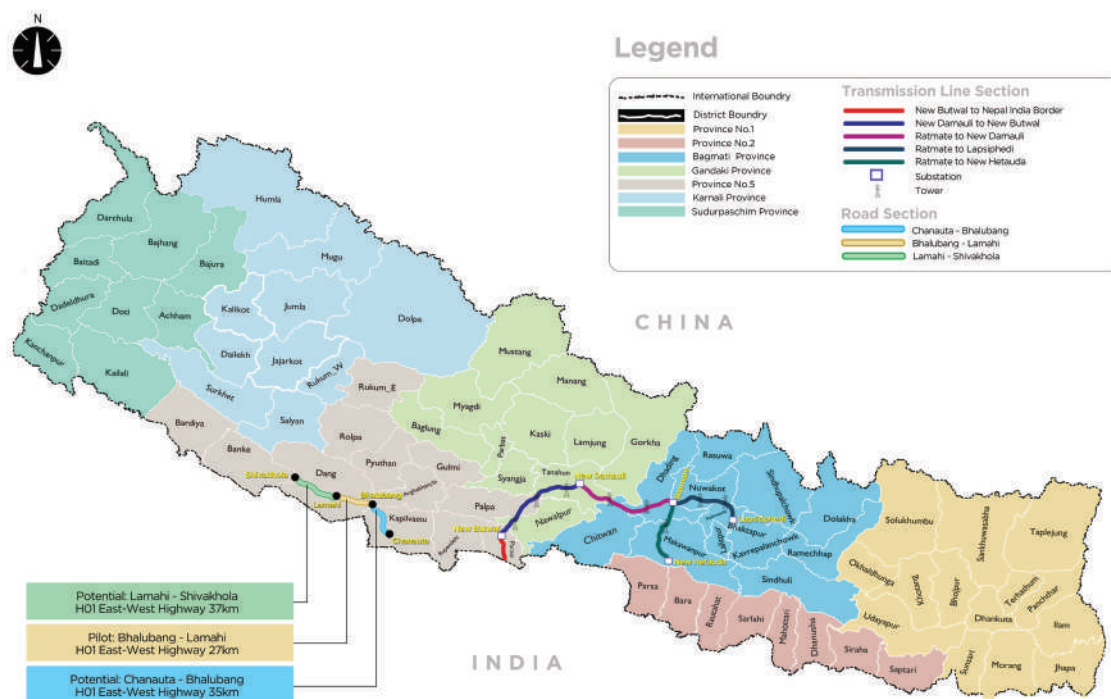 N
Legend
International Boundry
District Boundry
Province No.1
Province No.2
Bagmati Province
Gandaki Province
Province No.5
Karnali Province
Sudurpaschim Province
Transmission Line Section
New Butwal to Nepal India Border
New Damauli to New Butwal
Ratmate to New Damauli
Ratmate to Lapsiphedi
Ratmate to New Hetauda
Substation
Tower
Road Section
Chanauta - Bhalubang
Bhalubang - Lamahi
Lamahi - Shivakhola
CHINA
INDIA
Darchula
Humla
Bajhang
Baitadi
Bajura
Mugu
Dadeldhura
Doti
Achham
Kalikot
Jumla
Dolpa
Kanchanpur
Kailali
Dailekh
Jajarkot
Rukum_W
Rukum_E
Surkhet
Salyan
Mustang
Manang
Myagdi
Bardiya
Banke
Rolpa
Baglung
Parbat
Kaski
Lamjung
Gorkha
Dang
Pyuthan
Gulmi
Syangja
Tanahun
New Damauli
Dhading
Rasuwa
Nuwakot
Sindhupalchowk
Shivakhola
Lamahi
Bhalubang
Kapilvastu
Chanauta
Palpa
New Butwal
Nawalpur
Chitwan
Lapsiphedi
Bhaktapur
Lalitpur
Dolakha
Makawanpur
Kavrepalanchowk
Ramechhap
New Hetauda
Sindhuli
Solukhumbu
Sankhuwasabha
Taplejung
Okhaldhunga
Khotang
Bhojpur
Terhathum
Panchthar
Dhankuta
Udayapur
Ilam
Parsa
Bara
Rautahat
Sarlahi
Mahottari
Dhanusha
Siraha
Saptari
Sunsari
Morang
Jhapa
Potential: Lamahi - Shivakhola
H01 East-West Highway 37km
Pilot: Bhalubang - Lamahi
H01 East-West Highway 27km
Potential: Chanauta - Bhalubang
H01 East-West Highway 35km